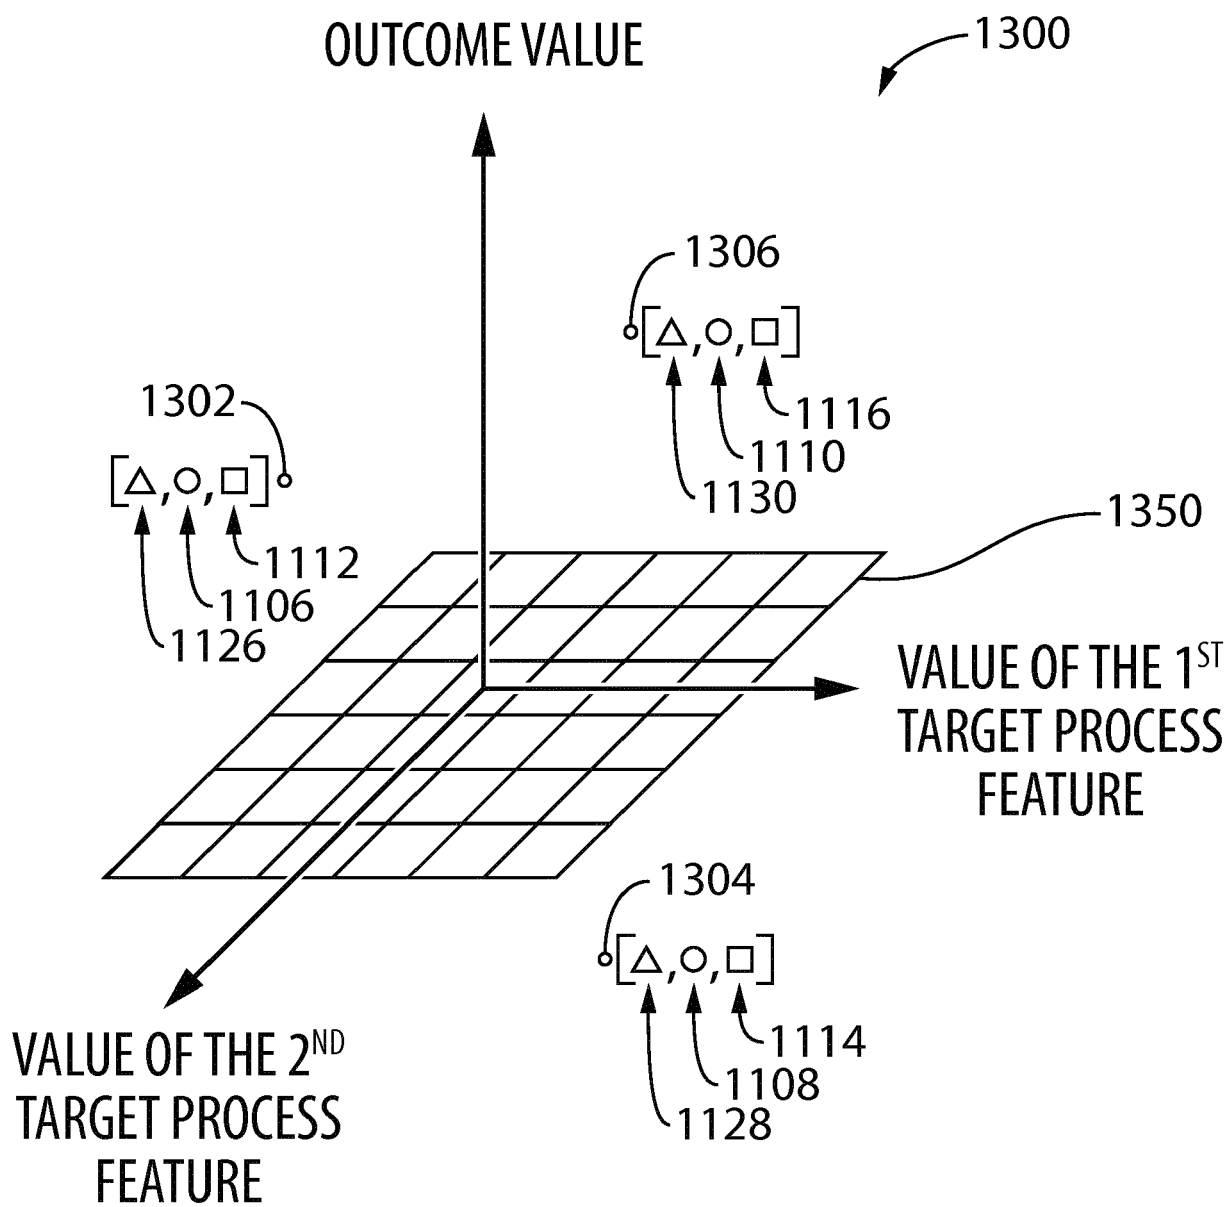 OUTCOME VALUE
1300
1306
[△,○,□]
1116
1110
1130
1302
[△,○,□]
1112
1106
1126
1350
VALUE OF THE 1ST
TARGET PROCESS
FEATURE
1304
[△,○,□]
1114
1108
1128
VALUE OF THE 2ND
TARGET PROCESS
FEATURE